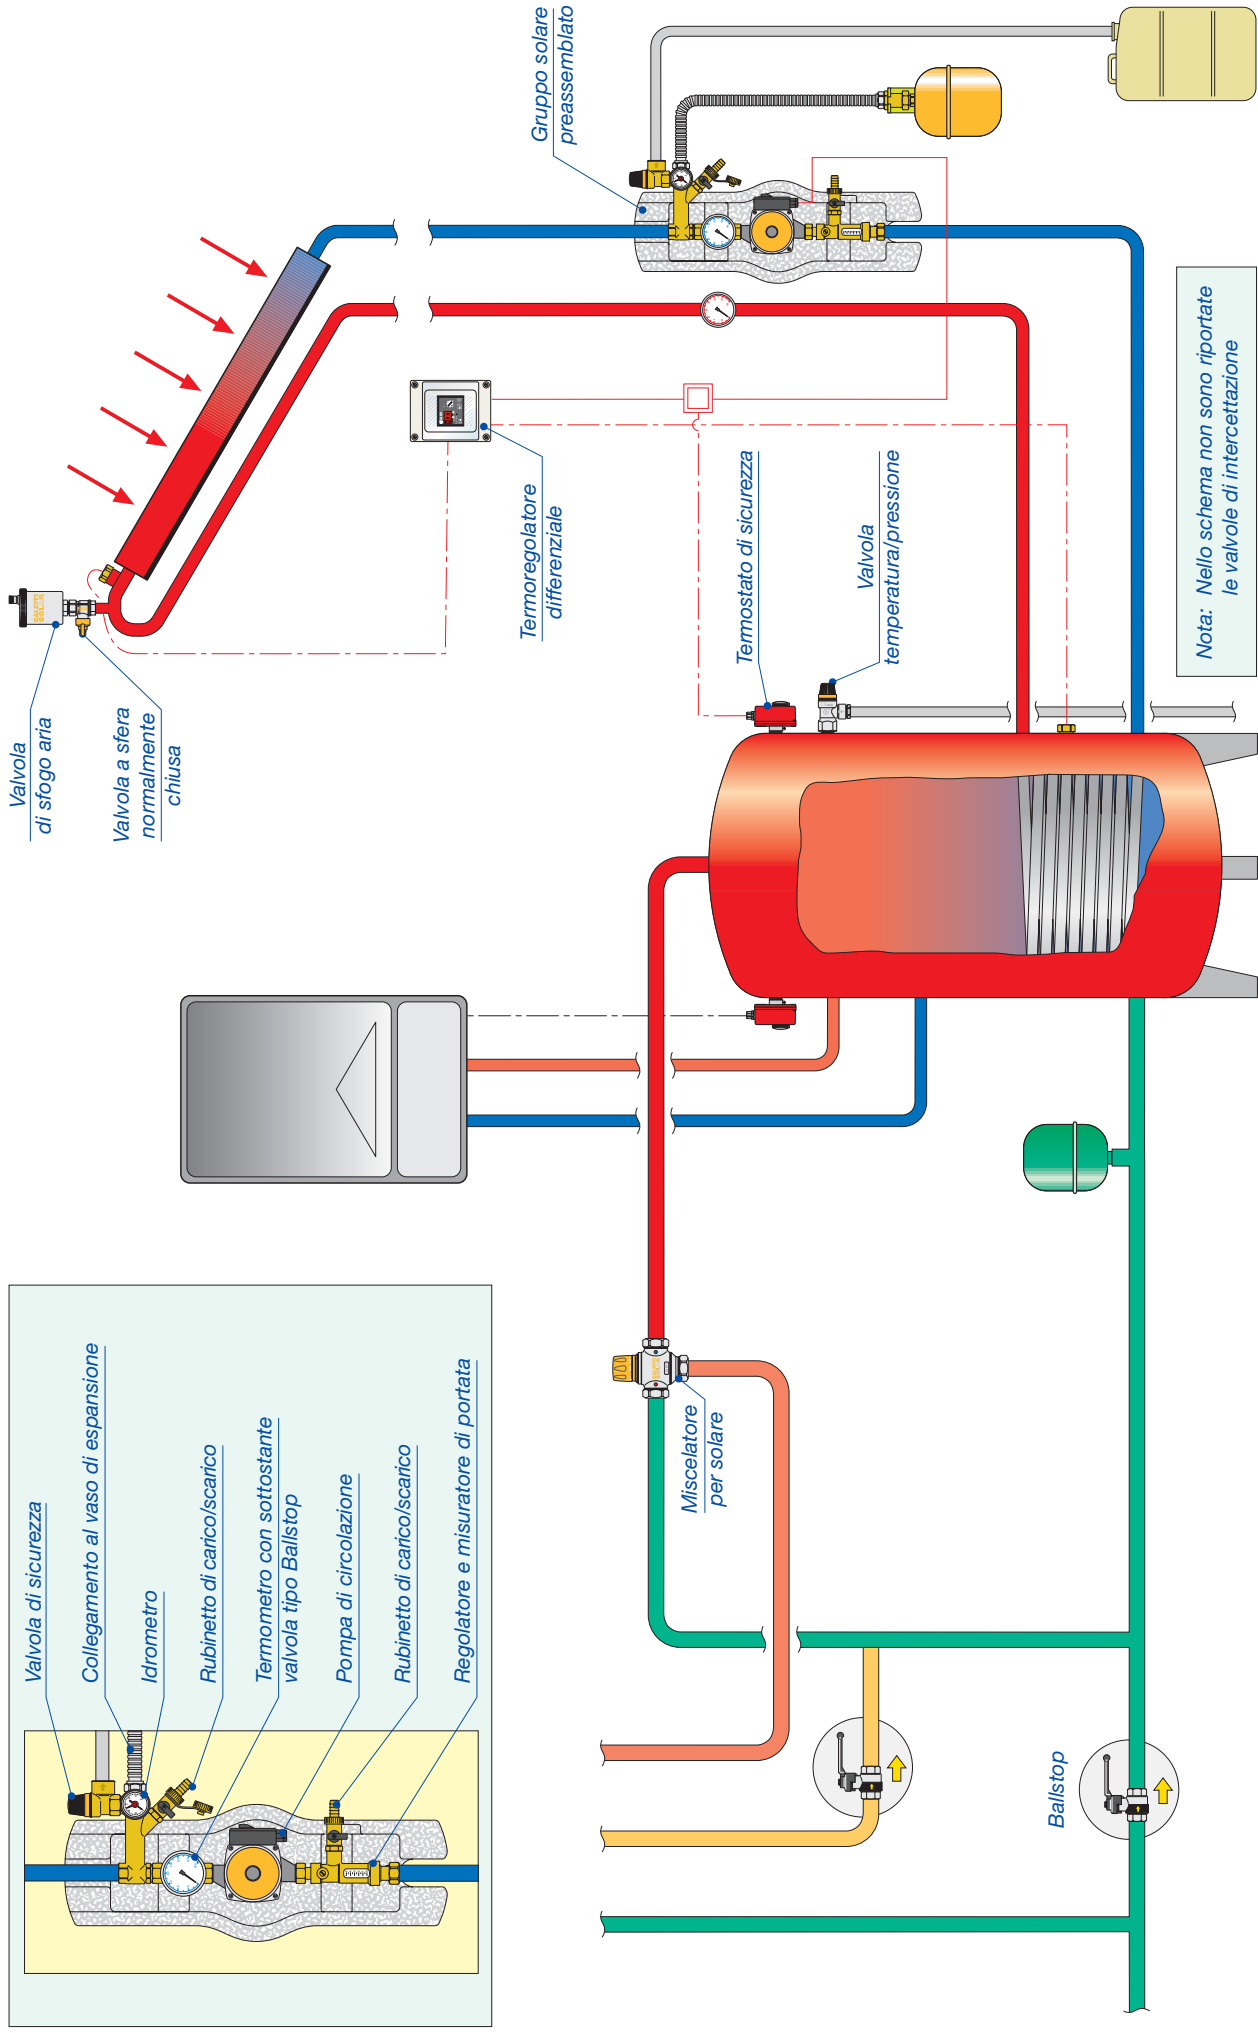 Valvola di sicurezza
Collegamento al vaso di espansione
Idrometro
Rubinetto di carico/scarico
Termometro con sottostante
valvola tipo Ballstop
Pompa di circolazione
Rubinetto di carico/scarico
Regolatore e misuratore di portata
Valvola
di sfogo aria
Valvola a sfera
normalmente
chiusa
CALEFFI
SOLAR
Termoregolatore
differenziale
Gruppo solare
preassemblato
Termostato di sicurezza
Valvola
temperatura/pressione
Miscelatore
per solare
Ballstop
Nota: Nello schema non sono riportate
le valvole di intercettazione